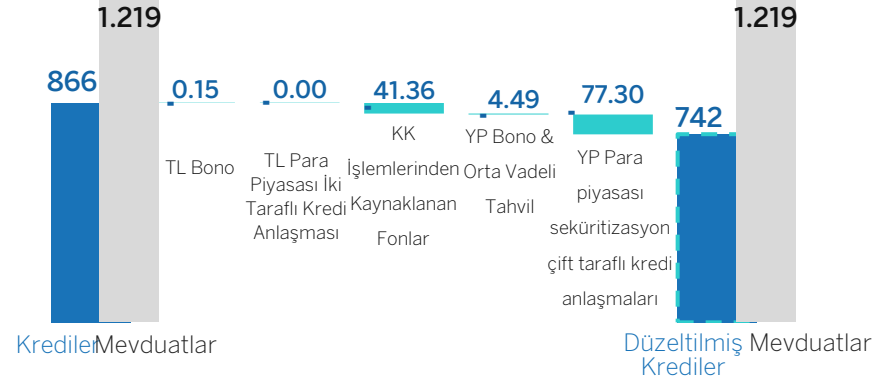 1.219
1.219
866
0.15
0.00
41.36
4.49
77.30
742
TL Bono
TL Para
Piyasası İki
Taraflı Kredi
Anlaşması
KK
İşlemlerinden
Kaynaklanan
Fonlar
YP Bono &
Orta Vadeli
Tahvil
YP Para
piyasası
seküritizasyon
çift taraflı kredi
anlaşmaları
Krediler
Mevduatlar
Düzeltilmiş
Krediler
Mevduatlar